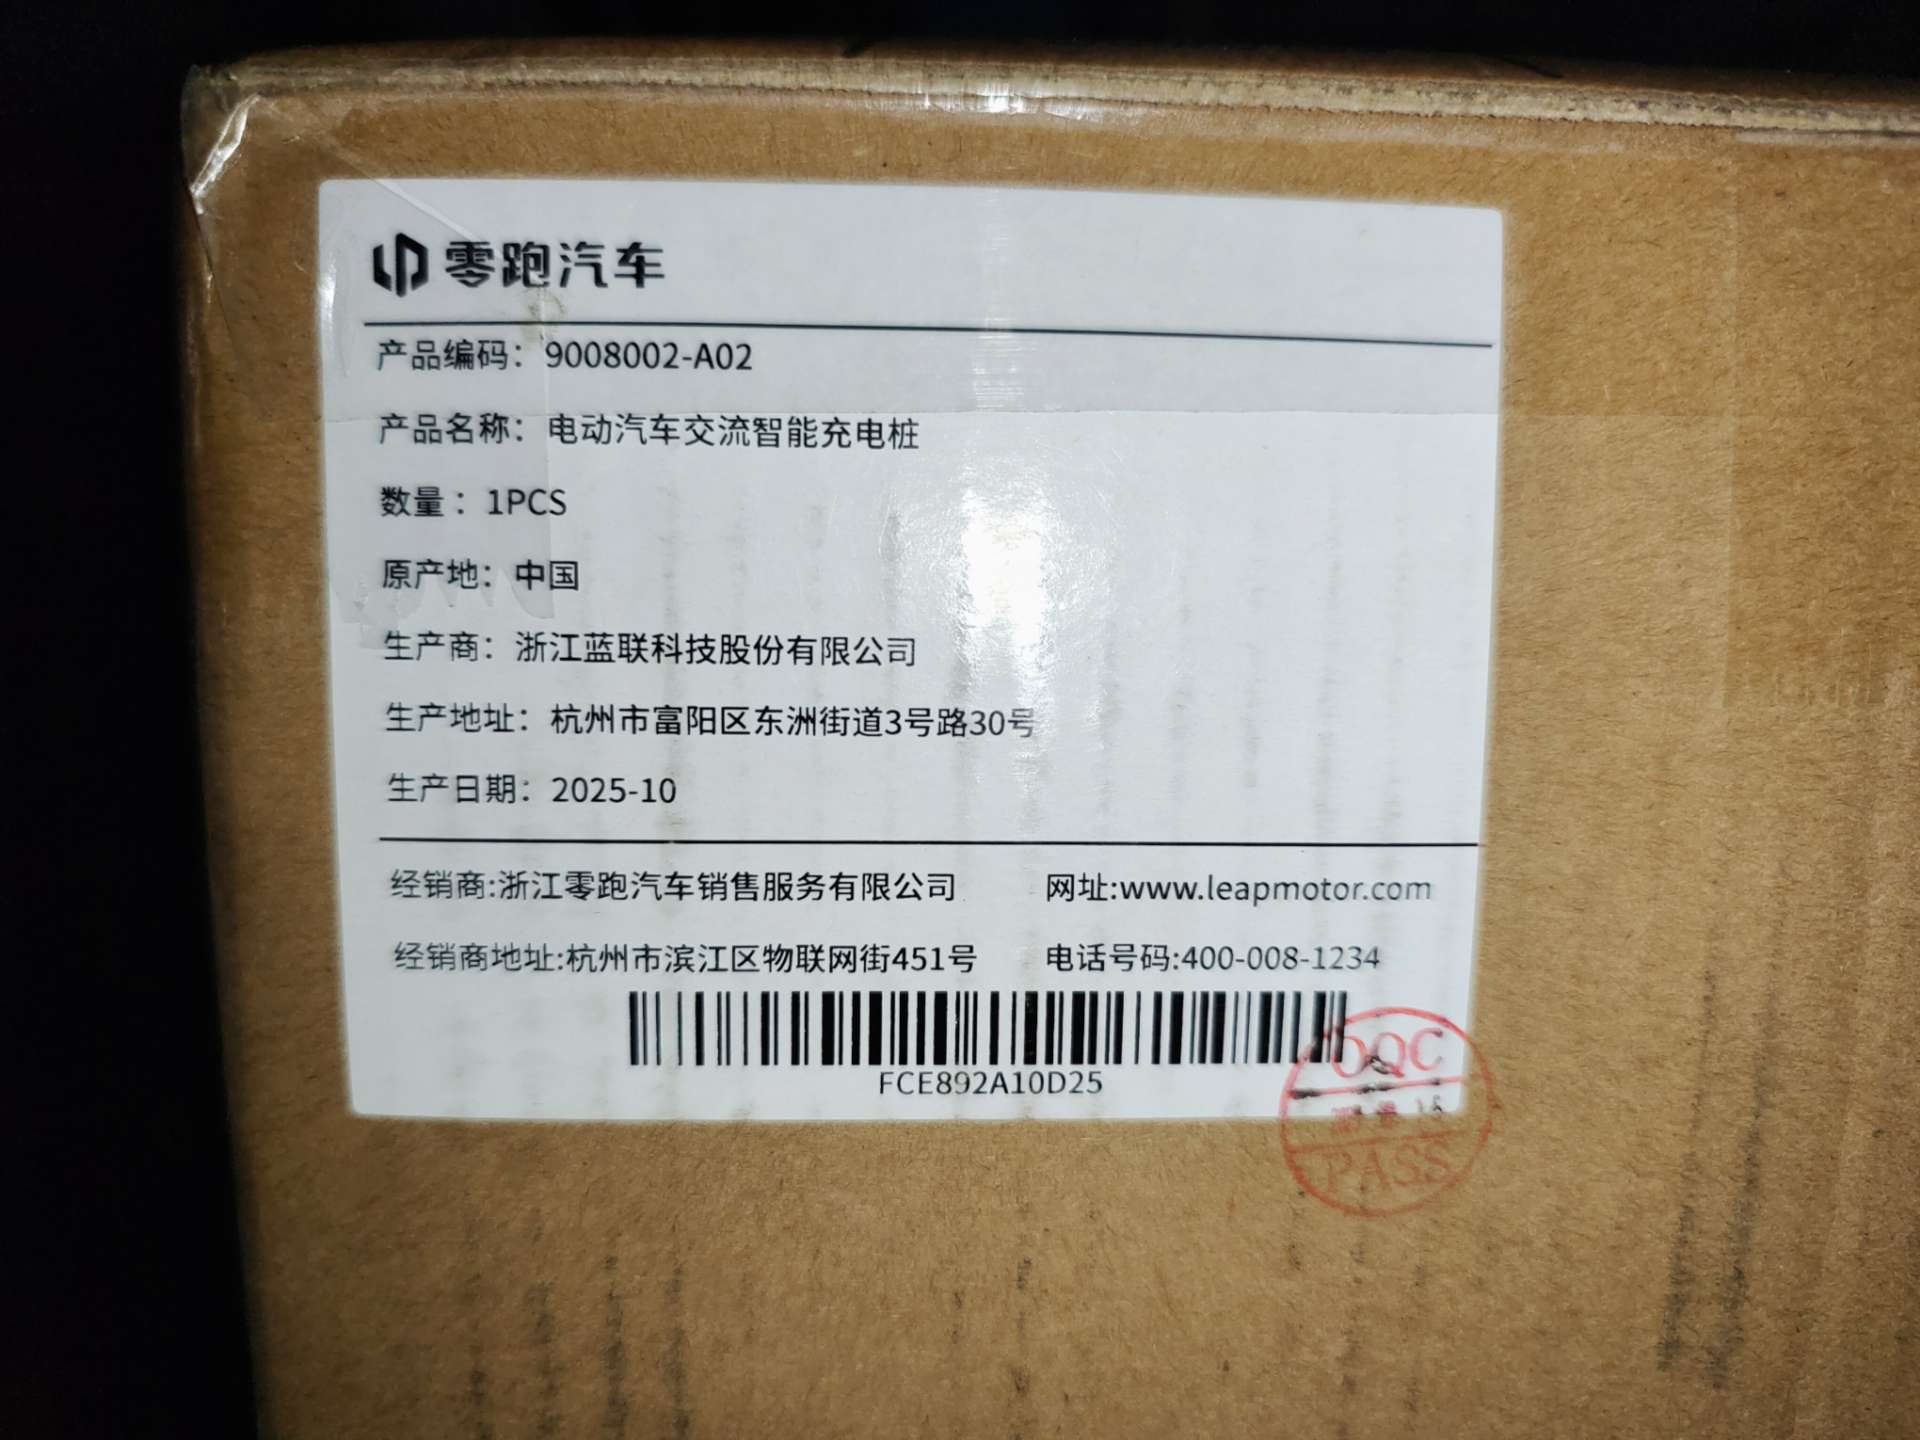 零跑汽车
产品编码：9008002-A02
产品名称：电动汽车交流智能充电桩
数量：1PCS
原产地：中国
生产商：浙江蓝联科技股份有限公司
生产地址：杭州市富阳区东洲街道3号路30号
生产日期：2025-10
经销商:浙江零跑汽车销售服务有限公司 网址:www.leapmotor.com
经销商地址:杭州市滨江区物联网街451号 电话号码:400-008-1234
FCE892A10D25
OQC
PASS